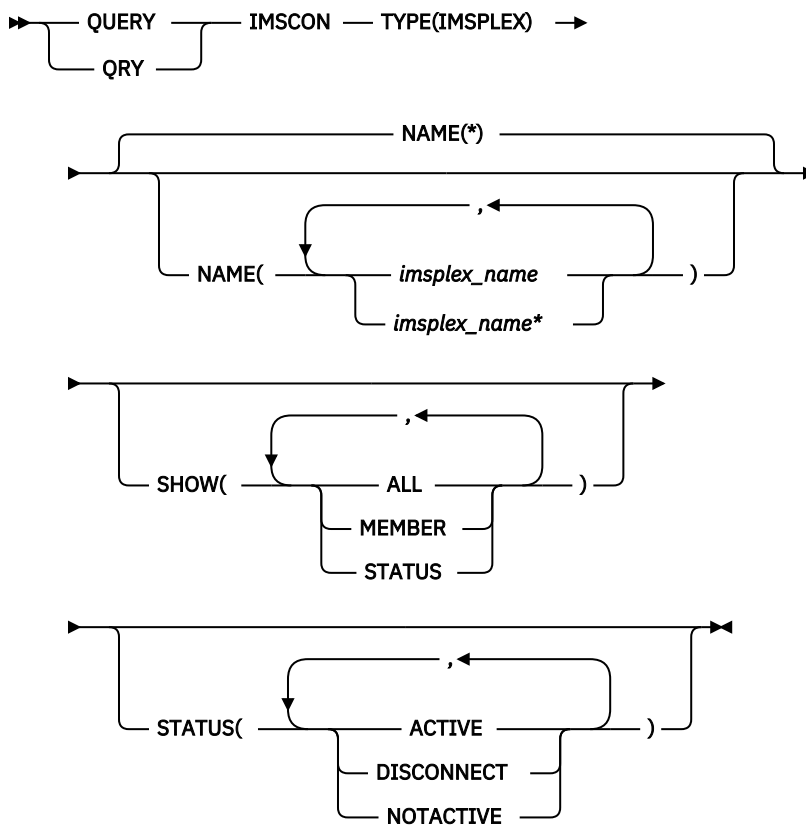 QUERY IMSCON TYPE(IMSPLEX)
QRY
NAME(*)
,
NAME( imsplex_name )
imsplex_name*
,
SHOW( ALL )
MEMBER
STATUS
,
STATUS( ACTIVE )
DISCONNECT
NOTACTIVE